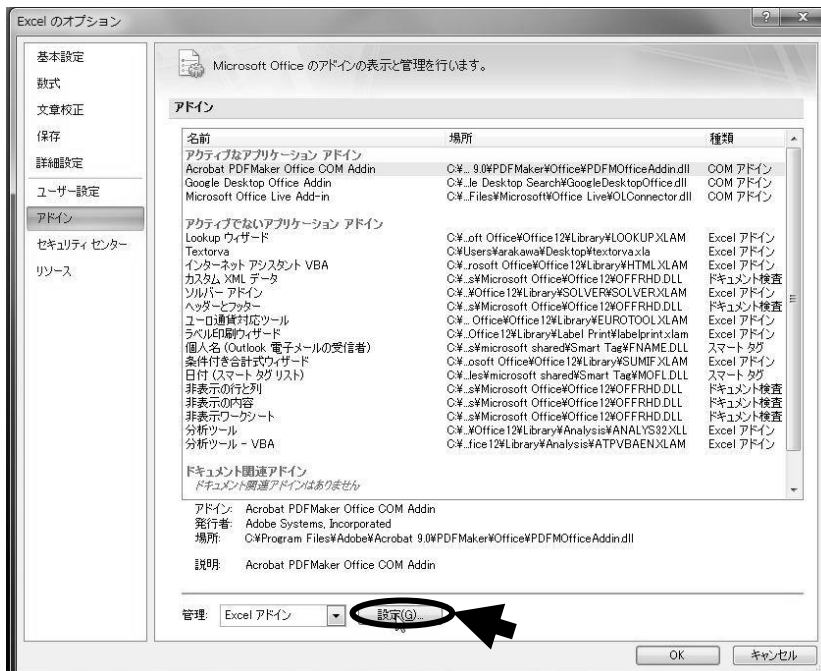 Excel のオプション
基本設定
数式
文章校正
保存
詳細設定
ユーザー設定
アドイン
セキュリティ センター
リソース
Microsoft Office のアドインの表示と管理を行います。
アドイン
名前 場所 種類
アクティブなアプリケーション アドイン
Acrobat PDFMaker Office COM Addin C:¥... 9.0¥PDFMaker¥Office¥PDFMOfficeAddin.dll COM アドイン
Google Desktop Office Addin C:¥...le Desktop Search¥GoogleDesktopOffice.dll COM アドイン
Microsoft Office Live Add-in C:¥...Files¥Microsoft¥Office Live¥OLConnector.dll COM アドイン
アクティブでないアプリケーション アドイン
Lookup ウィザード C:¥...oft Office¥Office12¥Library¥LOOKUP.XLAM Excel アドイン
Textorva C:¥Users¥arakawa¥Desktop¥textorva.xla Excel アドイン
インターネット アシスタント VBA C:¥...rosoft Office¥Office12¥Library¥HTML.XLAM Excel アドイン
カスタム XML データ C:¥...s¥Microsoft Office¥Office12¥OFFRHD.DLL ドキュメント検査
ソルバー アドイン C:¥...¥Office12¥Library¥SOLVER¥SOLVER.XLAM Excel アドイン
ヘッダーとフッター C:¥...s¥Microsoft Office¥Office12¥OFFRHD.DLL ドキュメント検査
ユーロ通貨対応ツール C:¥... Office¥Office12¥Library¥EUROTOOL.XLAM Excel アドイン
ラベル印刷ウィザード C:¥...Office12¥Library¥Label Print¥labelprint.xlam Excel アドイン
個人名 (Outlook 電子メールの受信者) C:¥...s¥microsoft shared¥Smart Tag¥FNAME.DLL スマート タグ
条件付き合計式ウィザード C:¥...osoft Office¥Office12¥Library¥SUMIF.XLAM Excel アドイン
日付 (スマート タグ リスト) C:¥...les¥microsoft shared¥Smart Tag¥MOFL.DLL スマート タグ
非表示の行と列 C:¥...s¥Microsoft Office¥Office12¥OFFRHD.DLL ドキュメント検査
非表示の内容 C:¥...s¥Microsoft Office¥Office12¥OFFRHD.DLL ドキュメント検査
非表示ワークシート C:¥...s¥Microsoft Office¥Office12¥OFFRHD.DLL ドキュメント検査
分析ツール C:¥...¥Office12¥Library¥Analysis¥ANALYS32.XLL Excel アドイン
分析ツール - VBA C:¥...fice12¥Library¥Analysis¥ATPVBAEN.XLAM Excel アドイン
ドキュメント関連アドイン
ドキュメント関連アドインはありません
アドイン: Acrobat PDFMaker Office COM Addin
発行者: Adobe Systems, Incorporated
場所: C:¥Program Files¥Adobe¥Acrobat 9.0¥PDFMaker¥Office¥PDFMOfficeAddin.dll
説明: Acrobat PDFMaker Office COM Addin
管理: Excel アドイン 設定(G)...
OK キャンセル